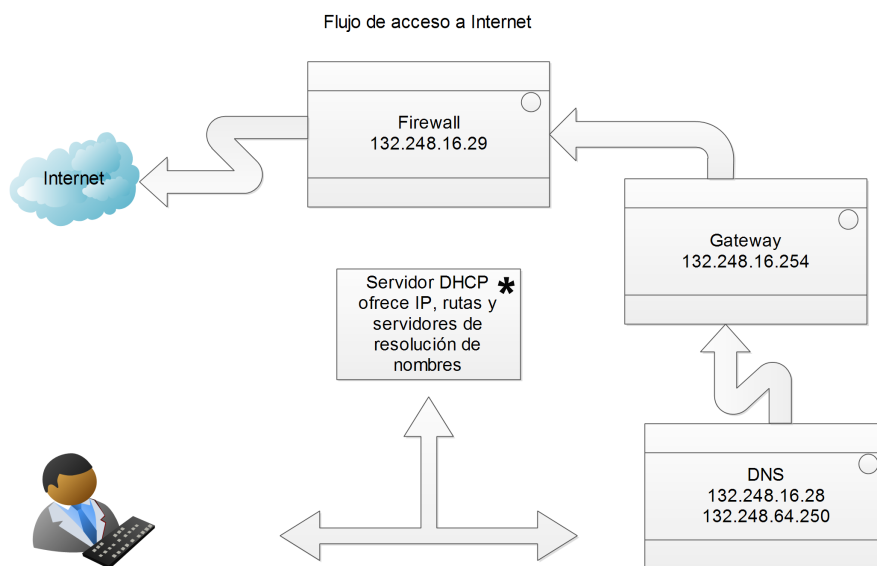 Flujo de acceso a Internet
Firewall
132.248.16.29
Internet
Gateway
132.248.16.254
Servidor DHCP *
ofrece IP, rutas y
servidores de
resolución de
nombres
DNS
132.248.16.28
132.248.64.250